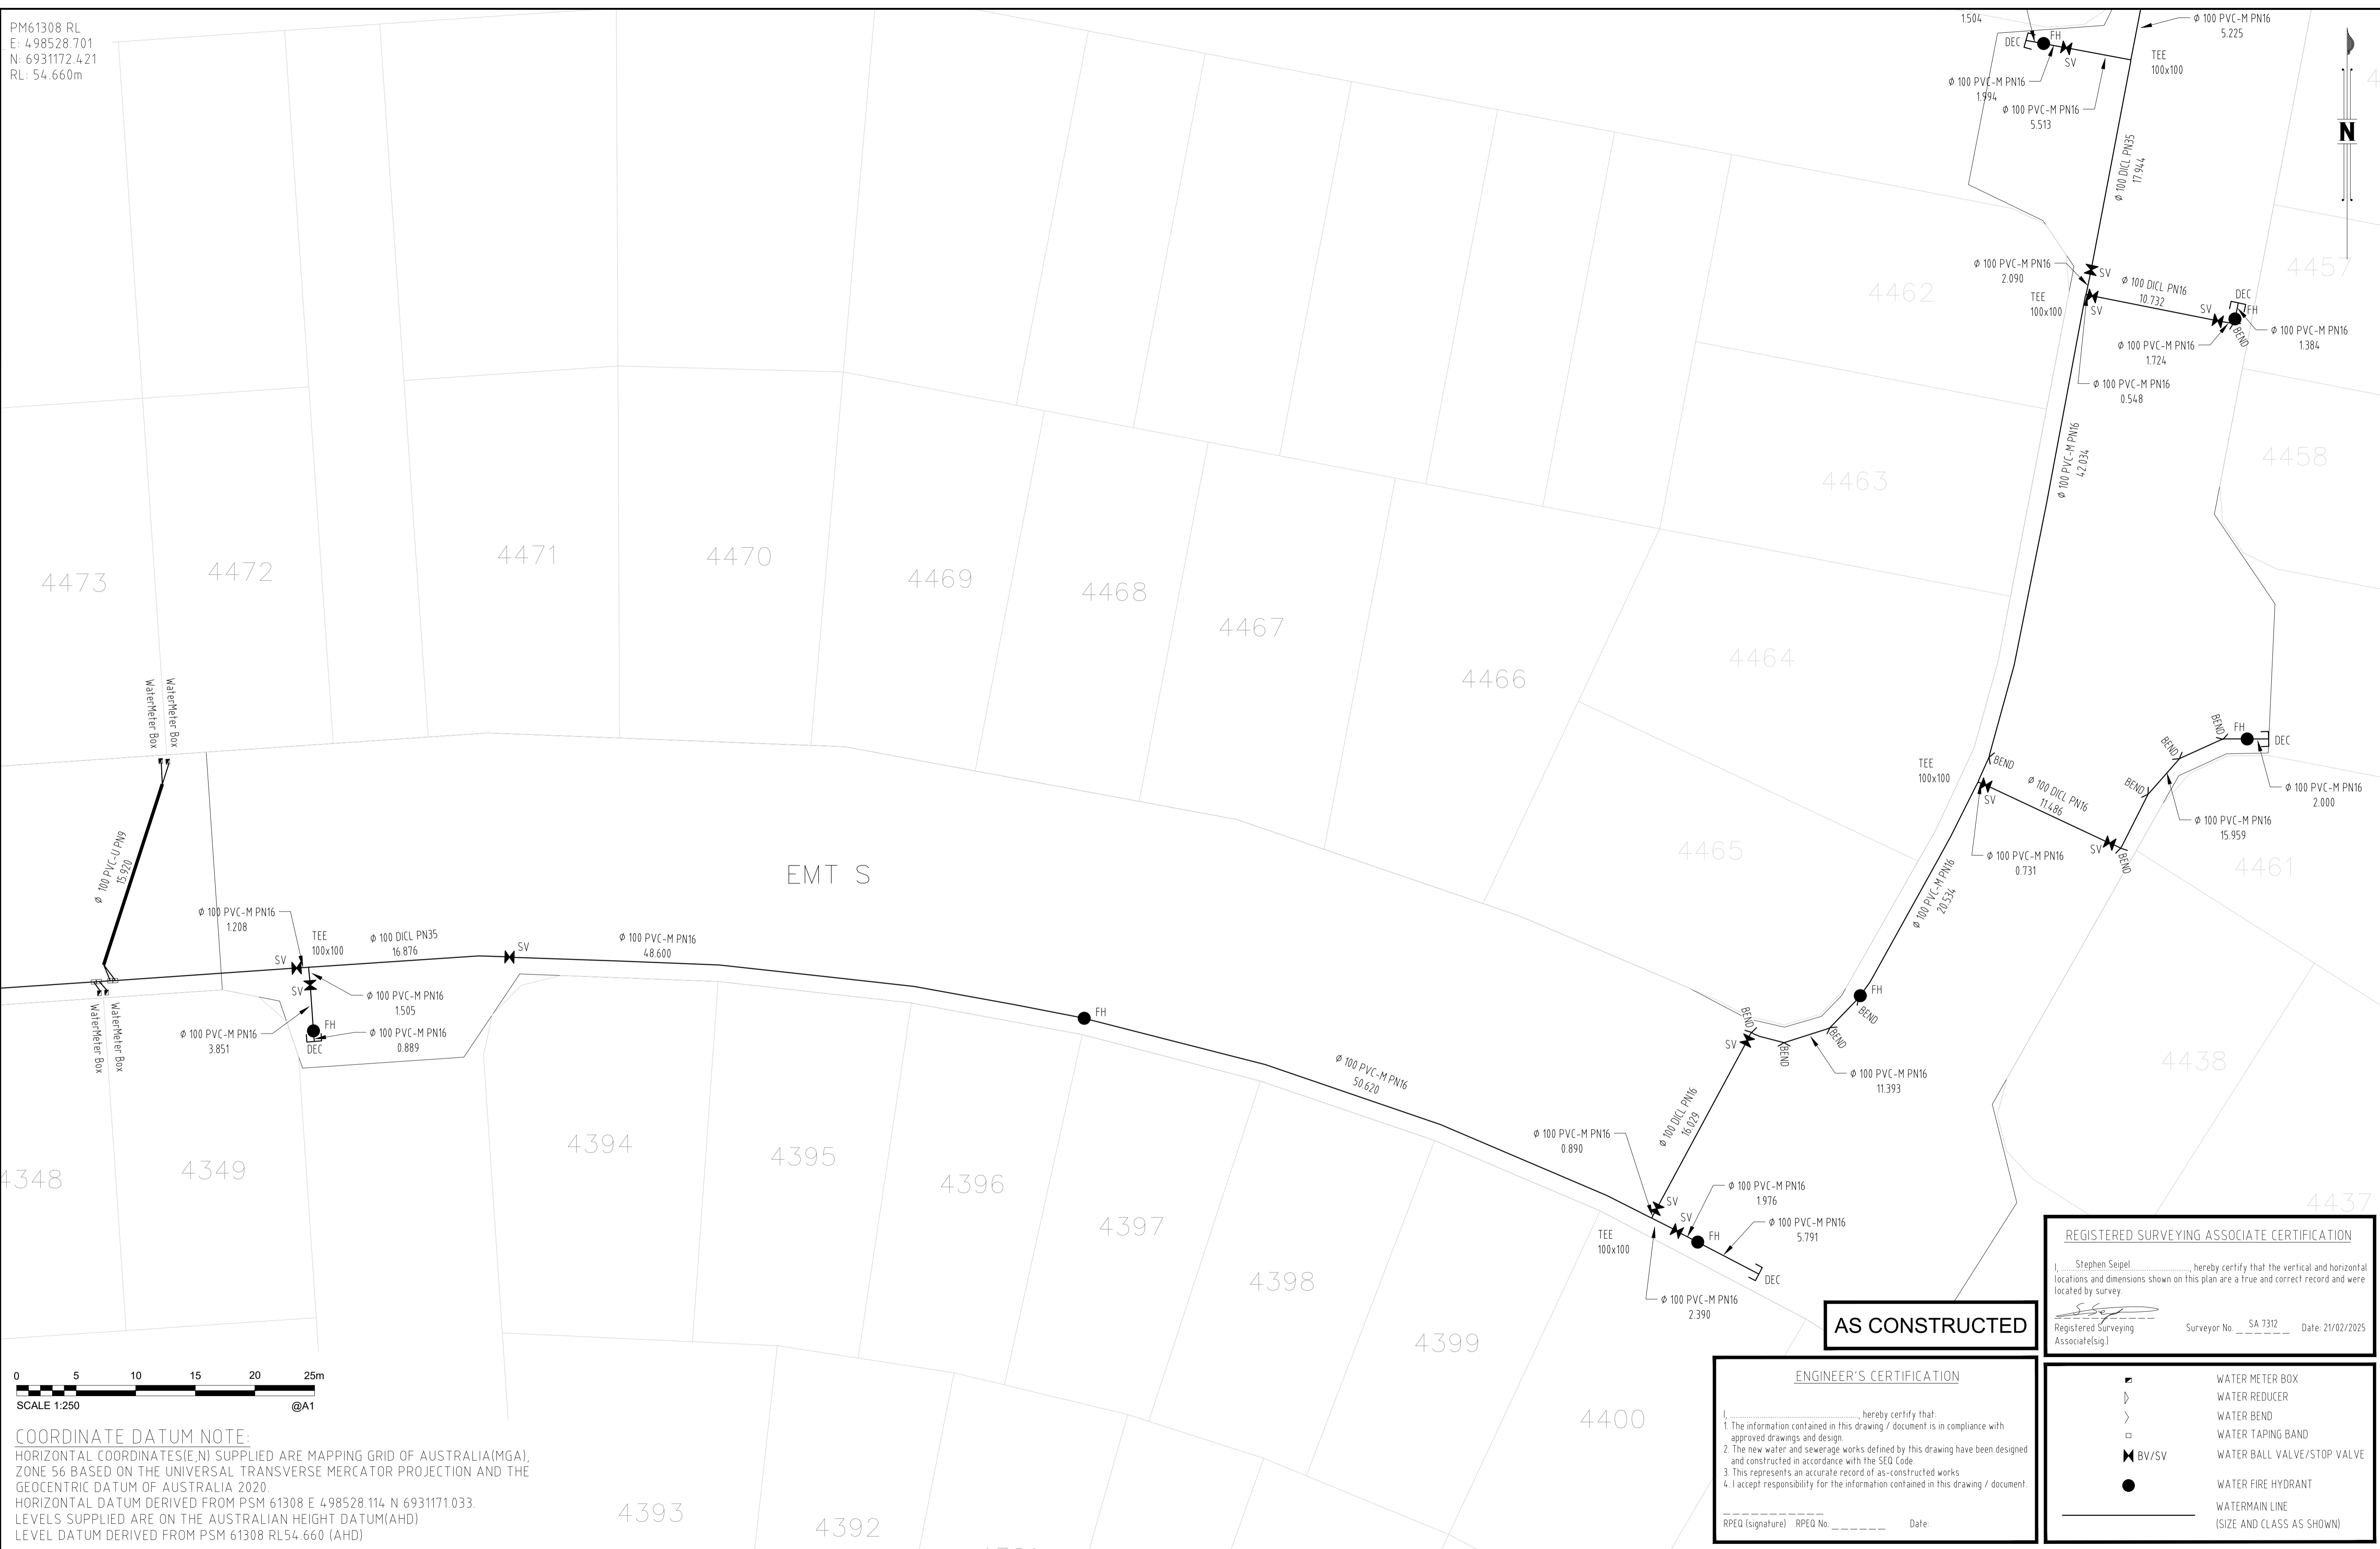 PM61308 RL
E: 498528.701
N: 6931172.421
RL: 54.660m
1.504
DEC
FH
SV
Φ 100 PVC-M PN16
5.225
TEE
100x100
Φ 100 PVC-M PN16
1.994
Φ 100 PVC-M PN16
5.513
N
Φ 100 DICL PN35
17.944
Φ 100 PVC-M PN16
2.090
SV
TEE
100x100
SV
Φ 100 DICL PN16
10.732
SV
DEC
FH
BEND
Φ 100 PVC-M PN16
1.384
Φ 100 PVC-M PN16
1.724
Φ 100 PVC-M PN16
0.548
4457
4462
4458
4463
Φ 100 PVC-M PN16
42.034
4473
4472
4471
4470
4469
4468
4467
4466
4464
4465
4461
WaterMeter Box
WaterMeter Box
Φ 100 PVC-U PN9
15.920
EMT S
TEE
100x100
BEND
SV
Φ 100 DICL PN16
11.486
SV
BEND
BEND
BEND
BEND
FH
DEC
Φ 100 PVC-M PN16
2.000
Φ 100 PVC-M PN16
15.959
Φ 100 PVC-M PN16
0.731
Φ 100 PVC-M PN16
20.534
Φ 100 PVC-M PN16
1.208
SV
TEE
100x100
Φ 100 DICL PN35
16.876
SV
Φ 100 PVC-M PN16
48.600
SV
Φ 100 PVC-M PN16
1.505
FH
DEC
Φ 100 PVC-M PN16
3.851
Φ 100 PVC-M PN16
0.889
WaterMeter Box
WaterMeter Box
FH
Φ 100 PVC-M PN16
50.620
FH
BEND
BEND
BEND
BEND
SV
Φ 100 PVC-M PN16
11.393
Φ 100 DICL PN16
16.029
Φ 100 PVC-M PN16
0.890
SV
SV
FH
Φ 100 PVC-M PN16
1.976
Φ 100 PVC-M PN16
5.791
TEE
100x100
DEC
Φ 100 PVC-M PN16
2.390
4438
4437
4348
4349
4394
4395
4396
4397
4398
4399
4400
4393
4392
0 5 10 15 20 25m
SCALE 1:250 @A1
COORDINATE DATUM NOTE:
HORIZONTAL COORDINATES(E,N) SUPPLIED ARE MAPPING GRID OF AUSTRALIA(MGA),
ZONE 56 BASED ON THE UNIVERSAL TRANSVERSE MERCATOR PROJECTION AND THE
GEOCENTRIC DATUM OF AUSTRALIA 2020.
HORIZONTAL DATUM DERIVED FROM PSM 61308 E 498528.114 N 6931171.033.
LEVELS SUPPLIED ARE ON THE AUSTRALIAN HEIGHT DATUM(AHD)
LEVEL DATUM DERIVED FROM PSM 61308 RL54.660 (AHD)
AS CONSTRUCTED
ENGINEER'S CERTIFICATION
I, ........................, hereby certify that:
1. The information contained in this drawing / document is in compliance with
approved drawings and design.
2. The new water and sewerage works defined by this drawing have been designed
and constructed in accordance with the SEQ Code.
3. This represents an accurate record of as-constructed works
4. I accept responsibility for the information contained in this drawing / document.
RPEQ (signature) RPEQ No. ______ Date:
REGISTERED SURVEYING ASSOCIATE CERTIFICATION
I, Stephen Seipel, hereby certify that the vertical and horizontal
locations and dimensions shown on this plan are a true and correct record and were
located by survey.
Registered Surveying Surveyor No. SA 7312 Date: 21/02/2025
Associate(sig.)
WATER METER BOX
WATER REDUCER
WATER BEND
WATER TAPING BAND
BV/SV WATER BALL VALVE/STOP VALVE
WATER FIRE HYDRANT
WATERMAIN LINE
(SIZE AND CLASS AS SHOWN)